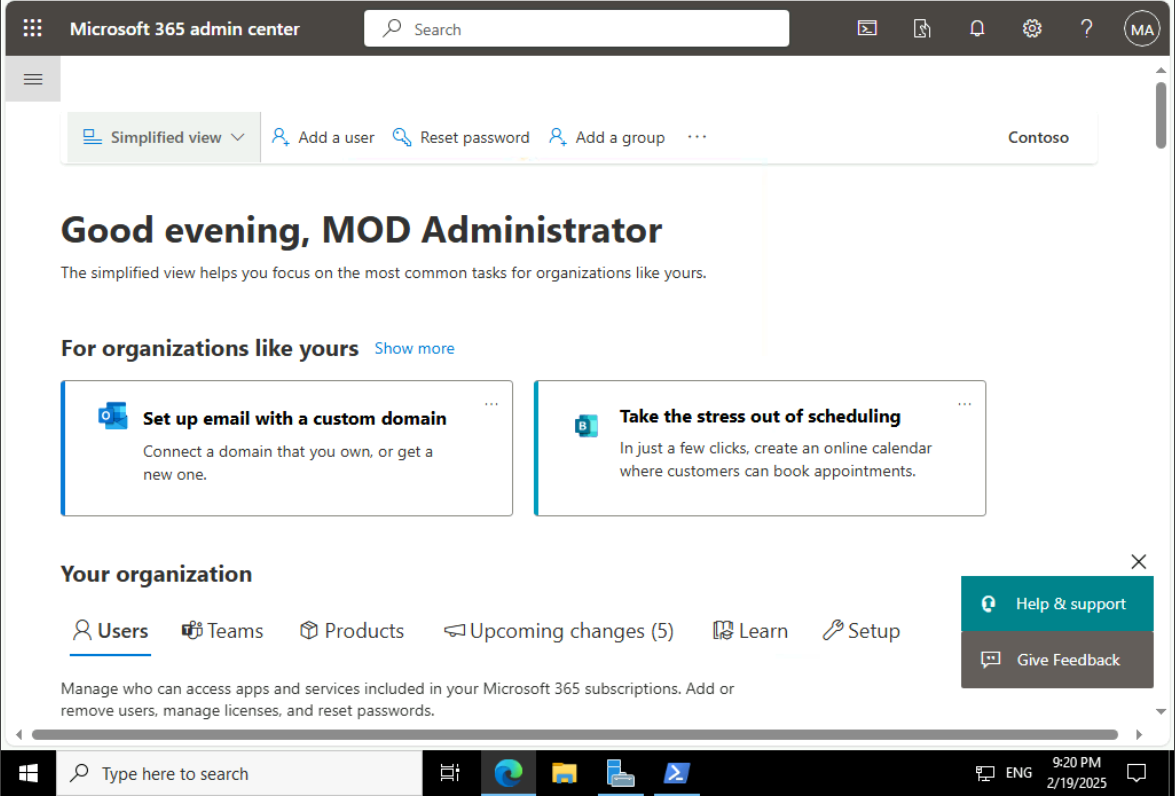 Microsoft 365 admin center
Search
MA
Simplified view
Add a user
Reset password
Add a group
Contoso
Good evening, MOD Administrator
The simplified view helps you focus on the most common tasks for organizations like yours.
For organizations like yours
Show more
Set up email with a custom domain
Connect a domain that you own, or get a
new one.
Take the stress out of scheduling
In just a few clicks, create an online calendar
where customers can book appointments.
Your organization
Users
Teams
Products
Upcoming changes (5)
Learn
Setup
Help & support
Give Feedback
Manage who can access apps and services included in your Microsoft 365 subscriptions. Add or
remove users, manage licenses, and reset passwords.
Type here to search
ENG
9:20 PM
2/19/2025